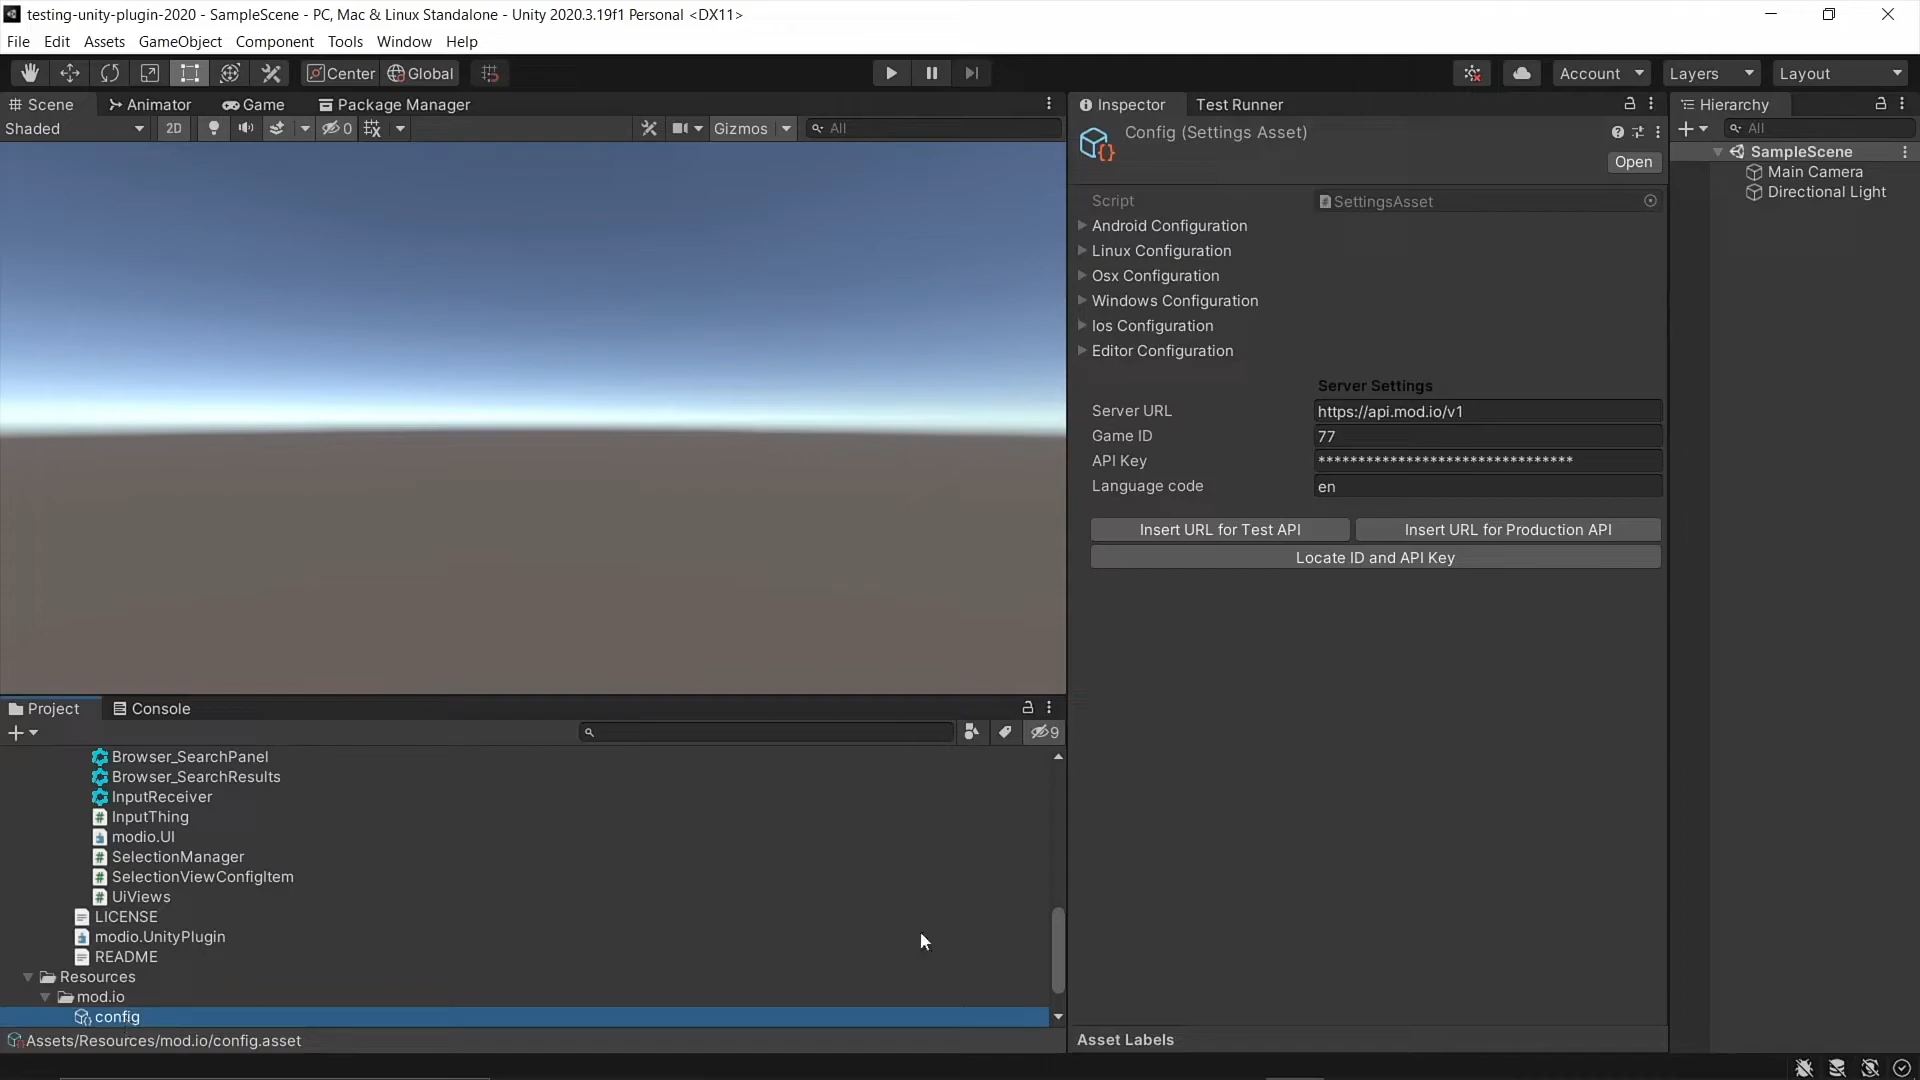 testing-unity-plugin-2020 - SampleScene - PC, Mac & Linux Standalone - Unity 2020.3.19f1 Personal <DX11>
File Edit Assets GameObject Component Tools Window Help
Center Global Account Layers Layout
Scene Animator Game Package Manager
Shaded 2D 0 Gizmos All
Inspector Test Runner
Config (Settings Asset)
Open
Script SettingsAsset
Android Configuration
Linux Configuration
Osx Configuration
Windows Configuration
Ios Configuration
Editor Configuration
Server Settings
Server URL https://api.mod.io/v1
Game ID 77
API Key ********************************
Language code en
Insert URL for Test API Insert URL for Production API
Locate ID and API Key
Asset Labels
Hierarchy
All
SampleScene
Main Camera
Directional Light
Project Console
9
Browser_SearchPanel
Browser_SearchResults
InputReceiver
InputThing
modio.UI
SelectionManager
SelectionViewConfigItem
UiViews
LICENSE
modio.UnityPlugin
README
Resources
mod.io
config
Assets/Resources/mod.io/config.asset